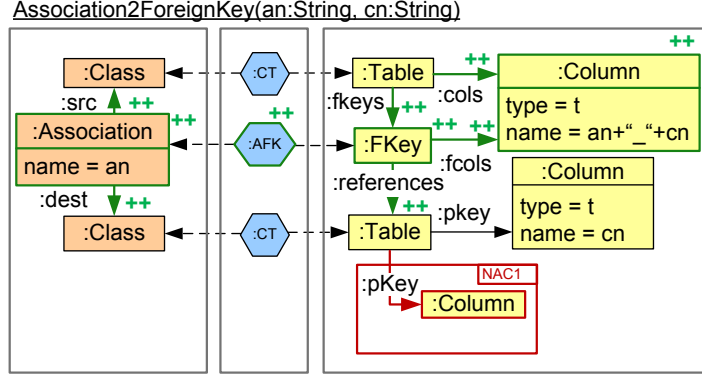 Association2ForeignKey(an:String, cn:String)
++
:Class
:CT
:Table
++
:Column
:src
++
:fkeys
:cols
type = t
++
++
++
++
++
name = an+“_“+cn
:Association
:AFK
:FKey
name = an
:fcols
:Column
:references
:dest
++
++
:pkey
type = t
:Class
:CT
:Table
name = cn
NAC1
:pKey
:Column